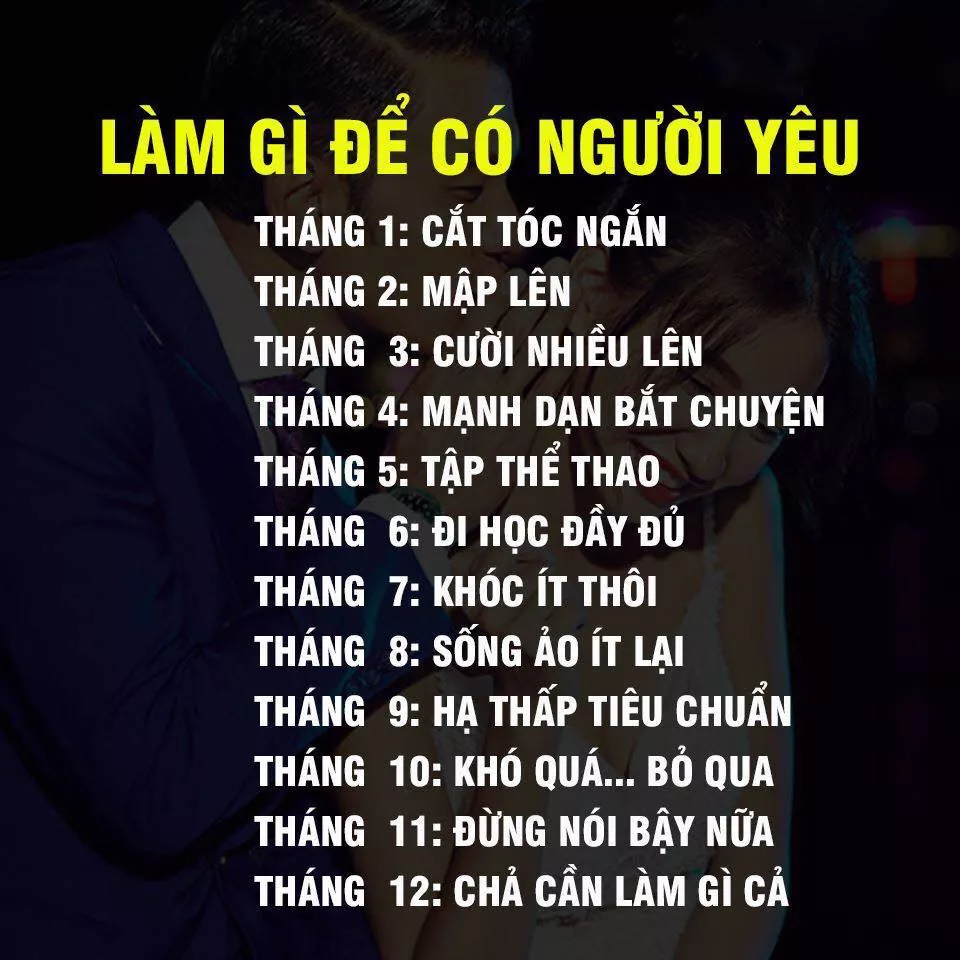 LÀM GÌ ĐỂ CÓ NGƯỜI YÊU
THÁNG 1: CẮT TÓC NGẮN
THÁNG 2: MẬP LÊN
THÁNG 3: CƯỜI NHIỀU LÊN
THÁNG 4: MẠNH DẠN BẮT CHUYỆN
THÁNG 5: TẬP THỂ THAO
THÁNG 6: ĐI HỌC ĐẦY ĐỦ
THÁNG 7: KHÓC ÍT THÔI
THÁNG 8: SỐNG ẢO ÍT LẠI
THÁNG 9: HẠ THẤP TIÊU CHUẨN
THÁNG 10: KHÓ QUÁ... BỎ QUA
THÁNG 11: ĐỪNG NÓI BẬY NỮA
THÁNG 12: CHẢ CẦN LÀM GÌ CẢ